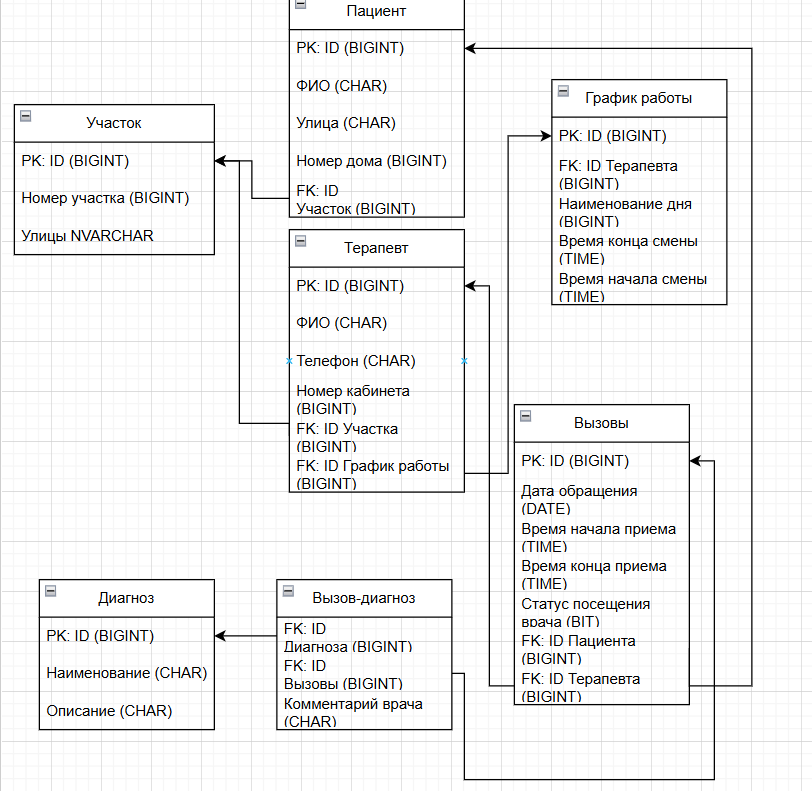 Пациент
PK: ID (BIGINT)
ФИО (CHAR)
Улица (CHAR)
Номер дома (BIGINT)
FK: ID
Участок (BIGINT)
График работы
PK: ID (BIGINT)
FK: ID Терапевта
(BIGINT)
Наименование дня
(BIGINT)
Время конца смены
(TIME)
Время начала смены
(TIME)
Участок
PK: ID (BIGINT)
Номер участка (BIGINT)
Улицы NVARCHAR
Терапевт
PK: ID (BIGINT)
ФИО (CHAR)
Телефон (CHAR)
Номер кабинета
(BIGINT)
FK: ID Участка
(BIGINT)
FK: ID График работы
(BIGINT)
Вызовы
PK: ID (BIGINT)
Дата обращения
(DATE)
Время начала приема
(TIME)
Время конца приема
(TIME)
Статус посещения
врача (BIT)
FK: ID Пациента
(BIGINT)
FK: ID Терапевта
(BIGINT)
Диагноз
PK: ID (BIGINT)
Наименование (CHAR)
Описание (CHAR)
Вызов-диагноз
FK: ID
Диагноза (BIGINT)
FK: ID
Вызовы (BIGINT)
Комментарий врача
(CHAR)